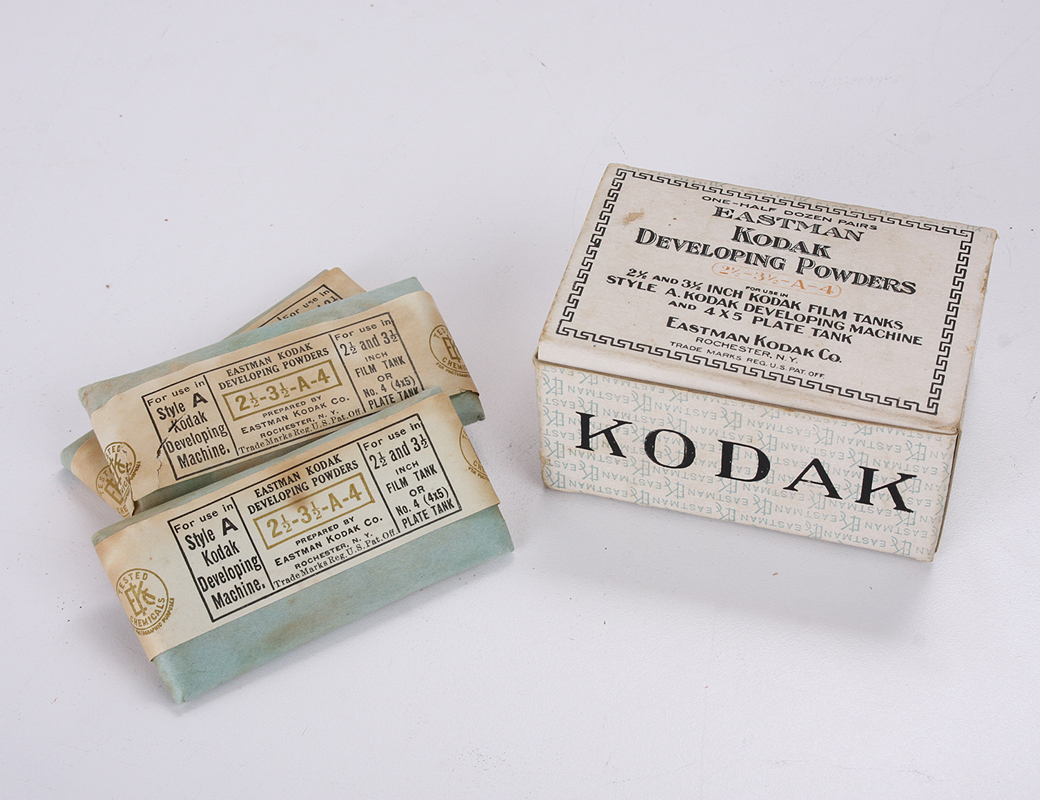 ONE-HALF DOZEN PAIRS
EASTMAN
KODAK
DEVELOPING POWDERS
2½-3½-A-4
FOR USE IN
2½ AND 3½ INCH KODAK FILM TANKS
STYLE A. KODAK DEVELOPING MACHINE
AND 4 X 5 PLATE TANK
EASTMAN KODAK CO.
ROCHESTER, N.Y.
TRADE MARKS REG. U.S. PAT. OFF.
KODAK
EASTMAN EK
For use in
Style A
Kodak
Developing
Machine.
EASTMAN KODAK
DEVELOPING POWDERS
2½-3½-A-4
PREPARED BY
EASTMAN KODAK CO.
ROCHESTER, N. Y.
Trade Marks Reg. U.S. Pat. Off.
For use in
2½ and 3½
INCH
FILM TANK
OR
No. 4 (4x5)
PLATE TANK
TESTED
EK
CHEMICALS
For use in
Style A
Kodak
Developing
Machine.
EASTMAN KODAK
DEVELOPING POWDERS
2½-3½-A-4
PREPARED BY
EASTMAN KODAK CO.
ROCHESTER, N. Y.
Trade Marks Reg. U.S. Pat. Off.
For use in
2½ and 3½
INCH
FILM TANK
OR
No. 4 (4x5)
PLATE TANK
TESTED
EKCo
CHEMICALS
For use in